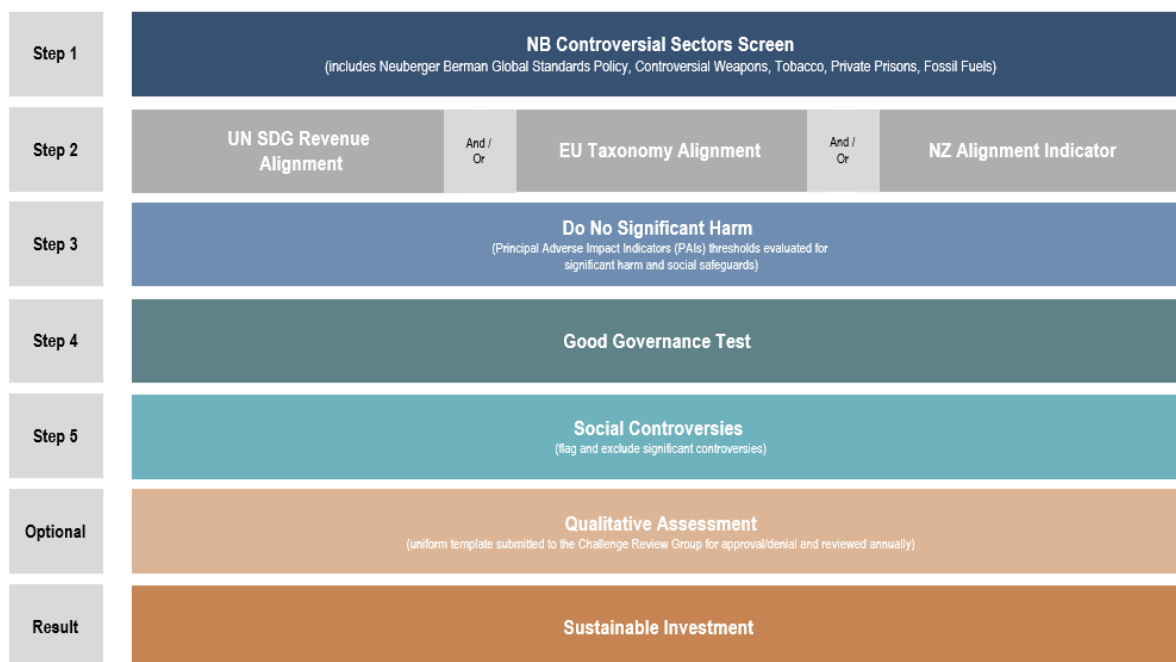 Step 1
NB Controversial Sectors Screen
(includes Neuberger Berman Global Standards Policy, Controversial Weapons, Tobacco, Private Prisons, Fossil Fuels)
Step 2
UN SDG Revenue
Alignment
And /
Or
EU Taxonomy Alignment
And /
Or
NZ Alignment Indicator
Step 3
Do No Significant Harm
(Principal Adverse Impact Indicators (PAIs) thresholds evaluated for
significant harm and social safeguards)
Step 4
Good Governance Test
Step 5
Social Controversies
(flag and exclude significant controversies)
Optional
Qualitative Assessment
(uniform template submitted to the Challenge Review Group for approval/denial and reviewed annually)
Result
Sustainable Investment